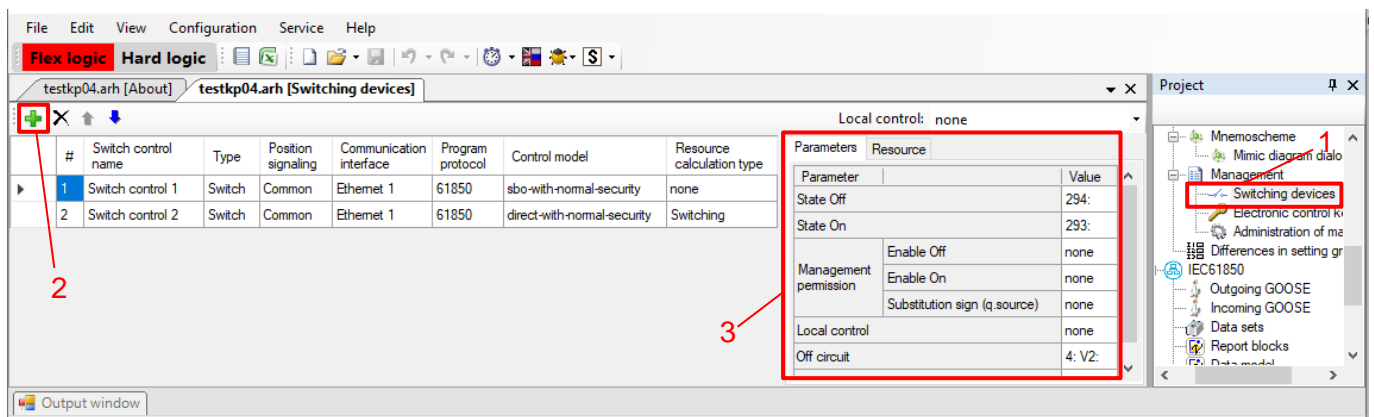 File Edit View Configuration Service Help
Flex logic Hard logic S
testkp04.arh [About] testkp04.arh [Switching devices]
Project
Local control: none
# Switch control name Type Position signaling Communication interface Program protocol Control model Resource calculation type
1 Switch control 1 Switch Common Ethernet 1 61850 sbo-with-normal-security none
2 Switch control 2 Switch Common Ethernet 1 61850 direct-with-normal-security Switching
2
Parameters Resource
Parameter Value
State Off 294:
State On 293:
Management permission
Enable Off none
Enable On none
Substitution sign (q.source) none
Local control none
Off circuit 4: V2:
3
Mnemoscheme
1
Mimic diagram dialo
Management
Switching devices
Electronic control k
Administration of ma
Differences in setting gr
IEC61850
Outgoing GOOSE
Incoming GOOSE
Data sets
Report blocks
Data model
Output window